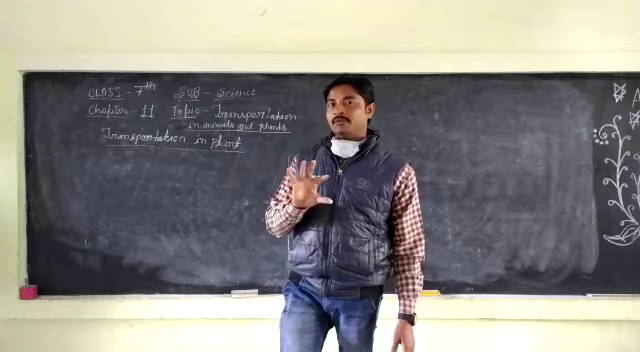 CLASS - 7th SUB - Science
Chapter - 11 Topic - Transportation
in animals and plants
Transportation in plant